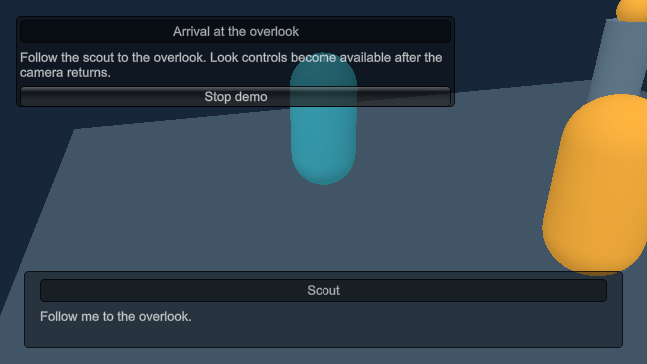 Arrival at the overlook
Follow the scout to the overlook. Look controls become available after the
camera returns.
Stop demo
Scout
Follow me to the overlook.